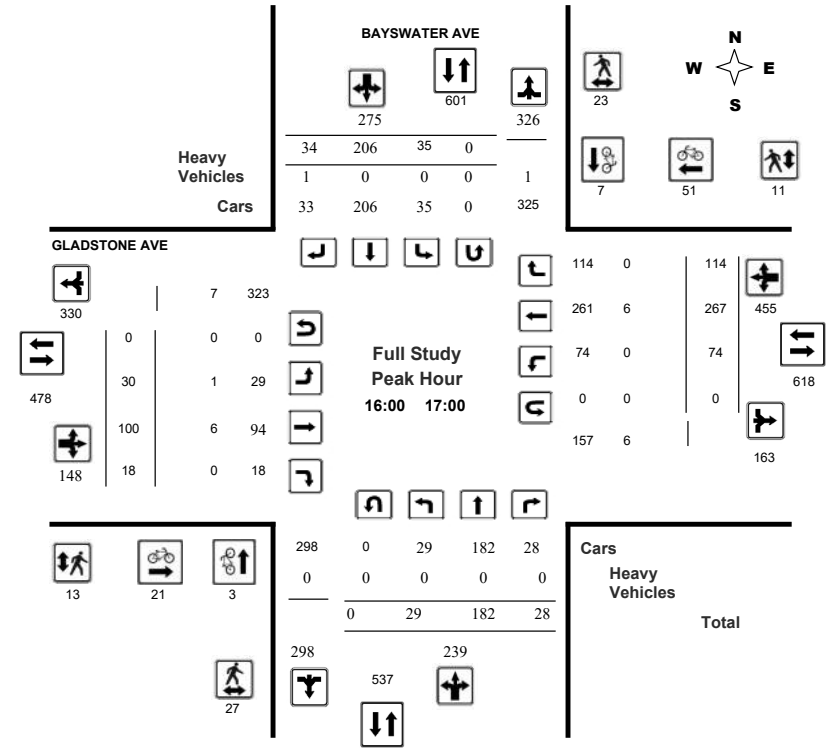 BAYSWATER AVE
N
W E
S
601
23
275 326
34 206 35 0
Heavy
Vehicles
1 0 0 0 1
Cars
33 206 35 0 325
7 51 11
GLADSTONE AVE
330
7 323
114 0 114
0 0 0
261 6 267 455
478
30 1 29
Full Study
Peak Hour
16:00 17:00
74 0 74
618
100 6 94
0 0 0
148
18 0 18
157 6
163
298 0 29 182 28
Cars
0 0 0 0 0
Heavy
Vehicles
0 29 182 28
Total
13 21 3
298 239
537
27